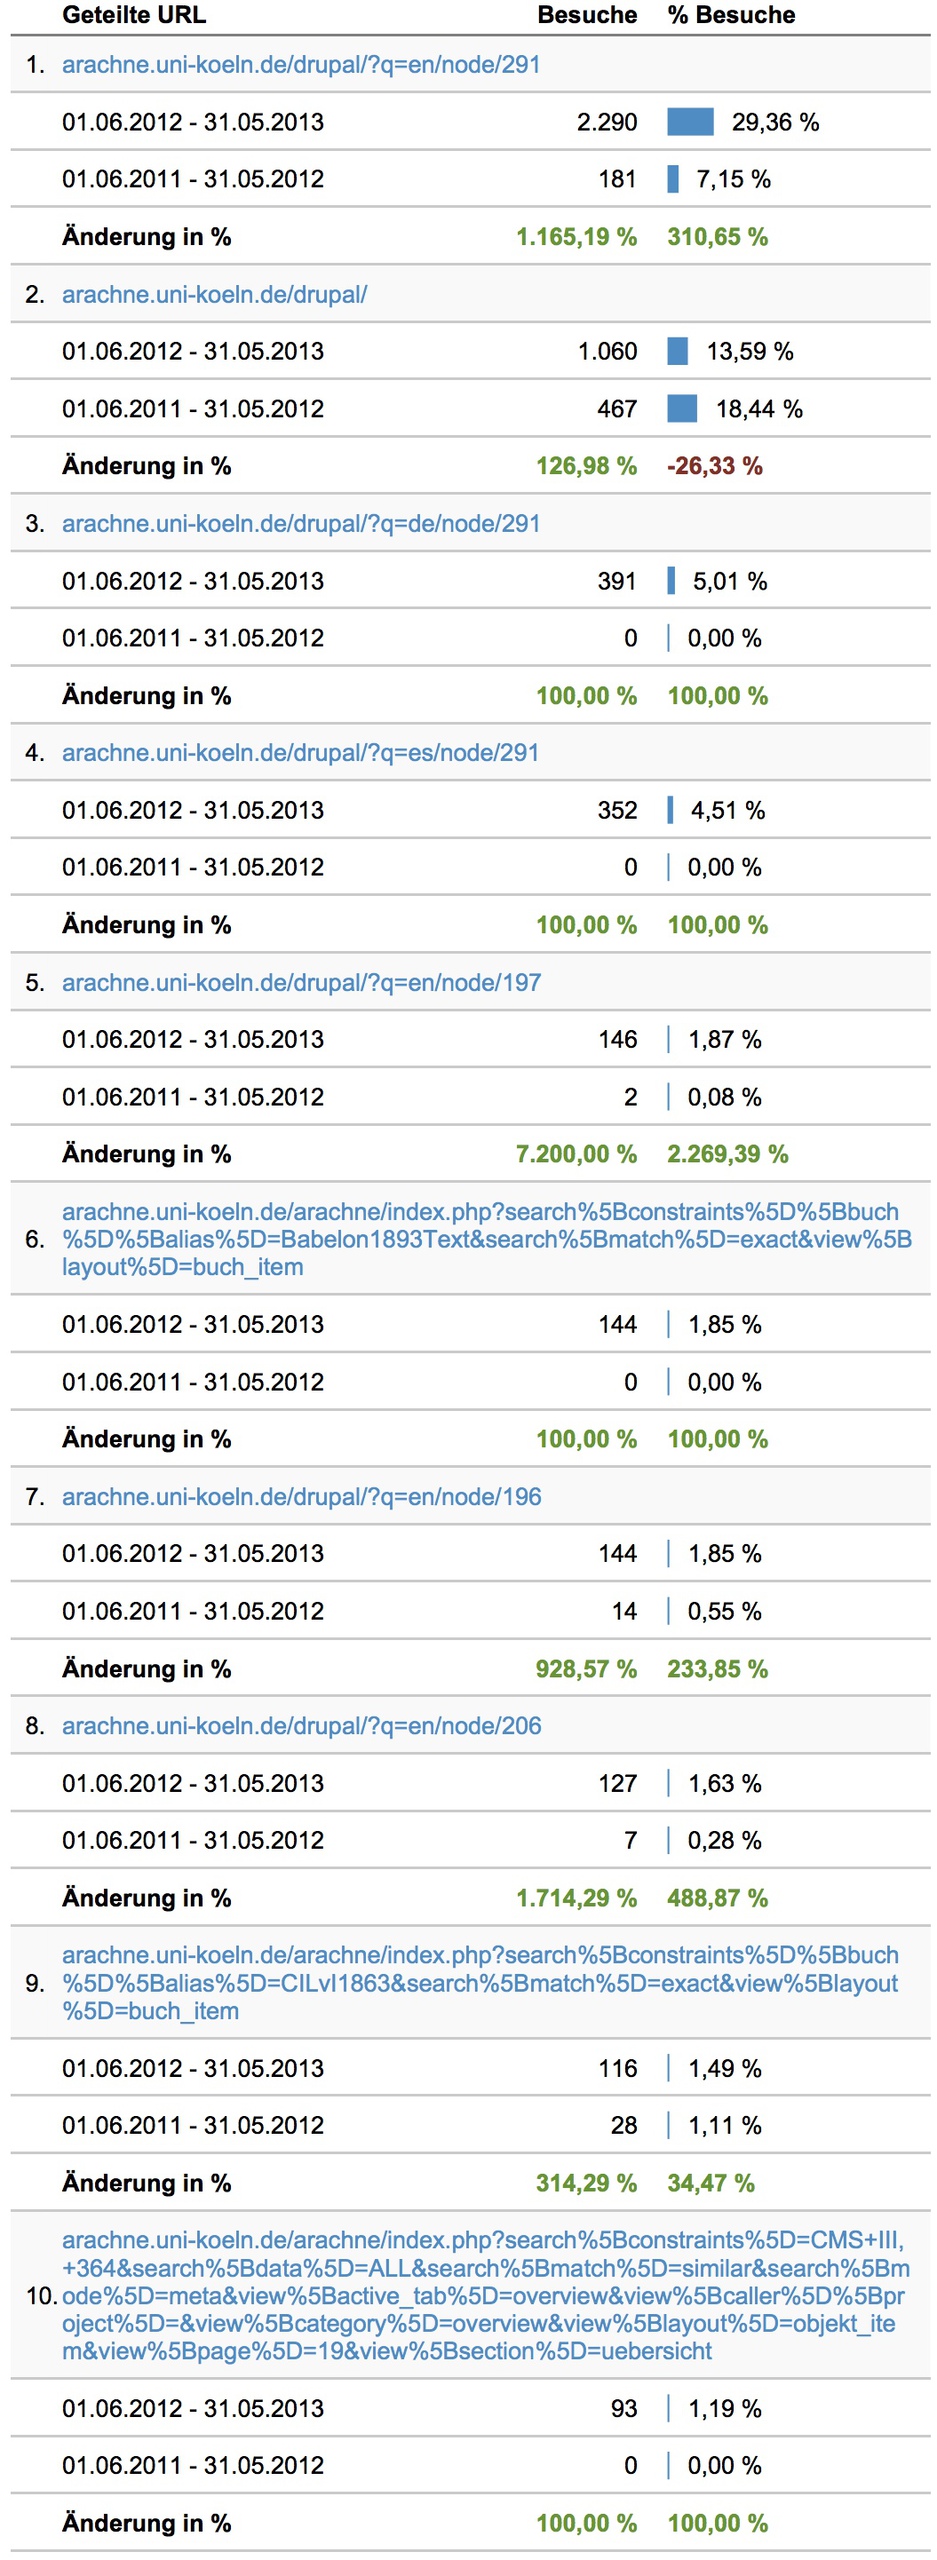 Geteilte URL Besuche % Besuche
1. arachne.uni-koeln.de/drupal/?q=en/node/291
01.06.2012 - 31.05.2013 2.290 29,36 %
01.06.2011 - 31.05.2012 181 7,15 %
Änderung in % 1.165,19 % 310,65 %
2. arachne.uni-koeln.de/drupal/
01.06.2012 - 31.05.2013 1.060 13,59 %
01.06.2011 - 31.05.2012 467 18,44 %
Änderung in % 126,98 % -26,33 %
3. arachne.uni-koeln.de/drupal/?q=de/node/291
01.06.2012 - 31.05.2013 391 5,01 %
01.06.2011 - 31.05.2012 0 0,00 %
Änderung in % 100,00 % 100,00 %
4. arachne.uni-koeln.de/drupal/?q=es/node/291
01.06.2012 - 31.05.2013 352 4,51 %
01.06.2011 - 31.05.2012 0 0,00 %
Änderung in % 100,00 % 100,00 %
5. arachne.uni-koeln.de/drupal/?q=en/node/197
01.06.2012 - 31.05.2013 146 1,87 %
01.06.2011 - 31.05.2012 2 0,08 %
Änderung in % 7.200,00 % 2.269,39 %
arachne.uni-koeln.de/arachne/index.php?search%5Bconstraints%5D%5Bbuch
6. %5D%5Balias%5D=Babelon1893Text&search%5Bmatch%5D=exact&view%5B
layout%5D=buch_item
01.06.2012 - 31.05.2013 144 1,85 %
01.06.2011 - 31.05.2012 0 0,00 %
Änderung in % 100,00 % 100,00 %
7. arachne.uni-koeln.de/drupal/?q=en/node/196
01.06.2012 - 31.05.2013 144 1,85 %
01.06.2011 - 31.05.2012 14 0,55 %
Änderung in % 928,57 % 233,85 %
8. arachne.uni-koeln.de/drupal/?q=en/node/206
01.06.2012 - 31.05.2013 127 1,63 %
01.06.2011 - 31.05.2012 7 0,28 %
Änderung in % 1.714,29 % 488,87 %
arachne.uni-koeln.de/arachne/index.php?search%5Bconstraints%5D%5Bbuch
9. %5D%5Balias%5D=CILvI1863&search%5Bmatch%5D=exact&view%5Blayout
%5D=buch_item
01.06.2012 - 31.05.2013 116 1,49 %
01.06.2011 - 31.05.2012 28 1,11 %
Änderung in % 314,29 % 34,47 %
arachne.uni-koeln.de/arachne/index.php?search%5Bconstraints%5D=CMS+III,
+364&search%5Bdata%5D=ALL&search%5Bmatch%5D=similar&search%5Bm
10. ode%5D=meta&view%5Bactive_tab%5D=overview&view%5Bcaller%5D%5Bpr
oject%5D=&view%5Bcategory%5D=overview&view%5Blayout%5D=objekt_ite
m&view%5Bpage%5D=19&view%5Bsection%5D=uebersicht
01.06.2012 - 31.05.2013 93 1,19 %
01.06.2011 - 31.05.2012 0 0,00 %
Änderung in % 100,00 % 100,00 %